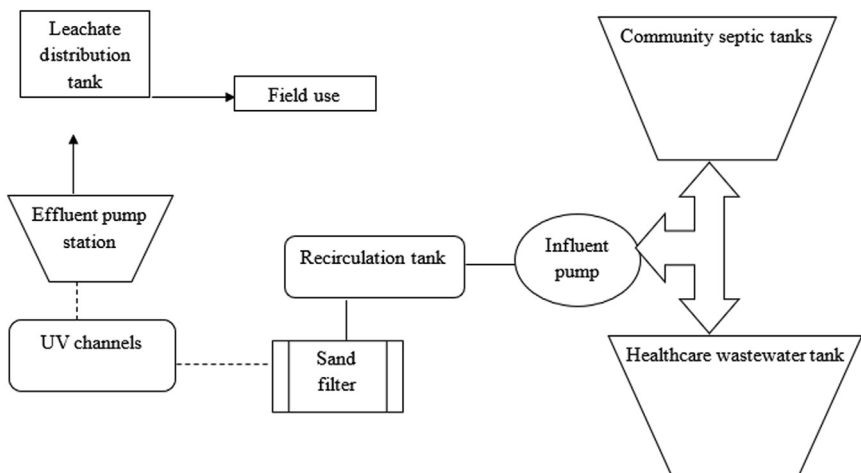 Leachate
distribution
tank
Field use
Community septic tanks
Effluent pump
station
Recirculation tank
Influent
pump
UV channels
Sand
filter
Healthcare wastewater tank